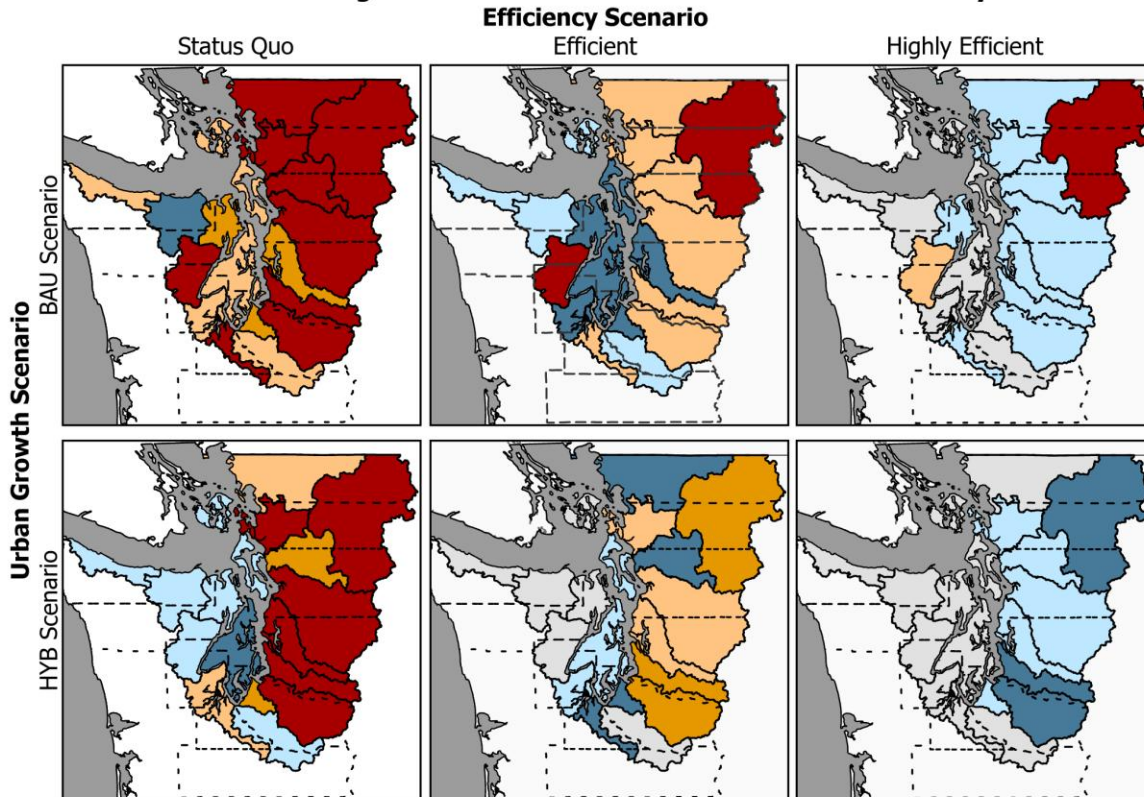 Efficiency Scenario
Status Quo
Efficient
Highly Efficient
Urban Growth Scenario
BAU Scenario
HYB Scenario